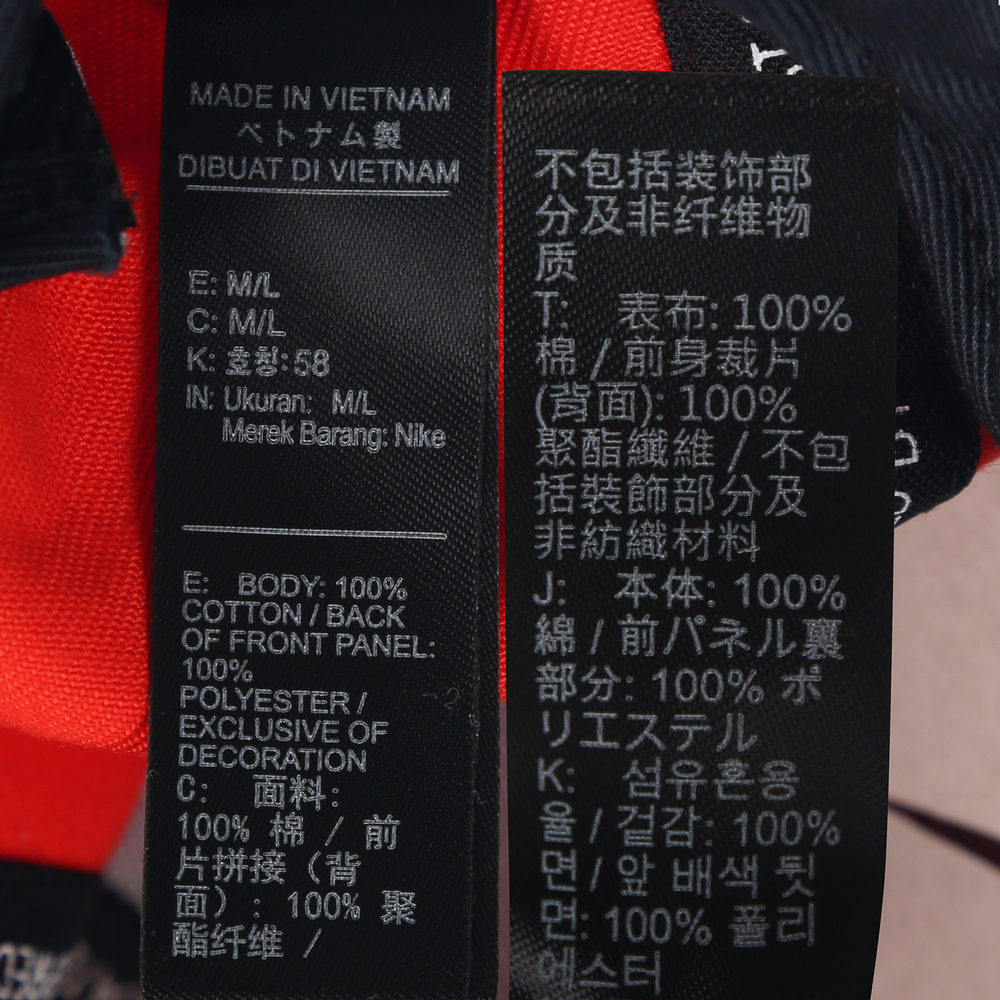 MADE IN VIETNAM
ベトナム製
DIBUAT DI VIETNAM
E: M/L
C: M/L
K: 호칭:58
IN: Ukuran: M/L
Merek Barang: Nike
E: BODY: 100%
COTTON / BACK
OF FRONT PANEL:
100%
POLYESTER /
EXCLUSIVE OF
DECORATION
C: 面料:
100% 棉 / 前
片拼接（背
面）: 100% 聚
酯纤维 /
不包括装饰部
分及非纤维物
质
T: 表布: 100%
棉 / 前身裁片
(背面): 100%
聚酯纖維 / 不包
括裝飾部分及
非紡織材料
J: 本体: 100%
綿 / 前パネル裏
部分: 100% ポ
リエステル
K: 섬유혼용
율 / 겉감: 100%
면 / 앞 배색 뒷
면: 100% 폴리
에스터